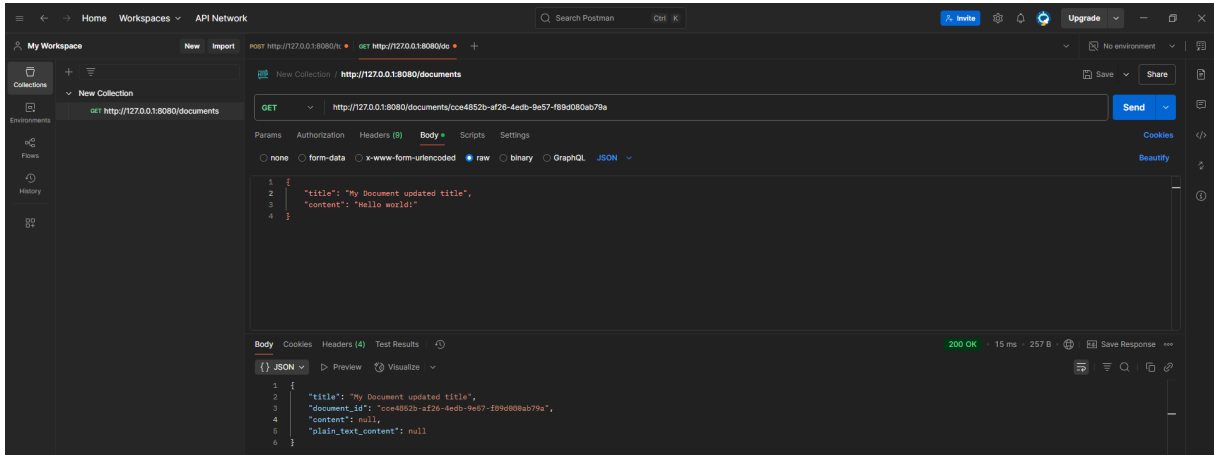 Home Workspaces API Network Search Postman Ctrl K Invite Upgrade
My Workspace New Import POST http://127.0.0.1:8080/t GET http://127.0.0.1:8080/do No environment
Collections New Collection / http://127.0.0.1:8080/documents Save Share
New Collection
GET http://127.0.0.1:8080/documents
GET http://127.0.0.1:8080/documents/cce4852b-af26-4edb-9e57-f89d080ab79a Send
Environments
Params Authorization Headers (9) Body Scripts Settings Cookies
Flows
none form-data x-www-form-urlencoded raw binary GraphQL JSON Beautify
History
1 {
2 "title": "My Document updated title",
3 "content": "Hello world!"
4 }
Body Cookies Headers (4) Test Results 200 OK 15 ms 257 B Save Response
{} JSON Preview Visualize
1 {
2 "title": "My Document updated title",
3 "document_id": "cce4852b-af26-4edb-9e57-f89d080ab79a",
4 "content": null,
5 "plain_text_content": null
6 }